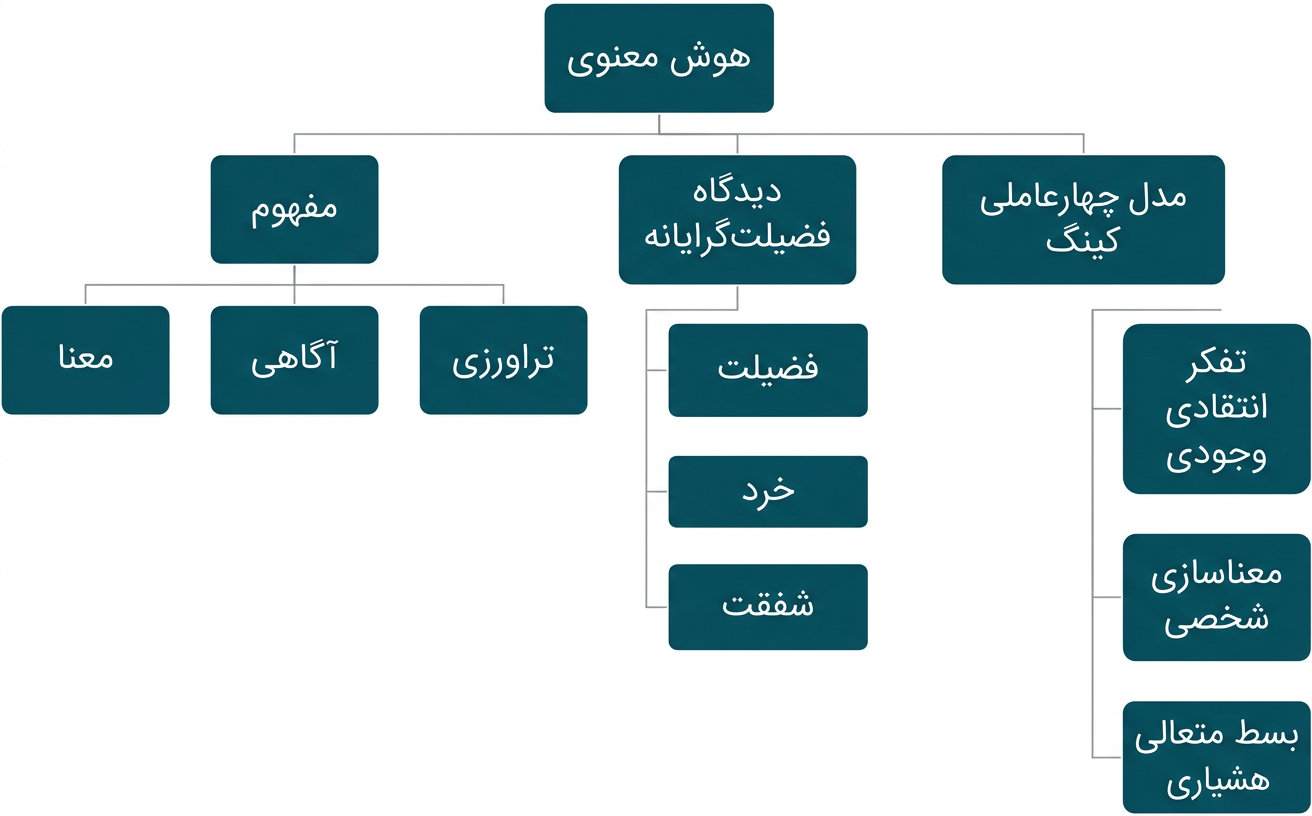 هوش معنوی
مدل چهارعاملی
کینگ
دیدگاه
فضیلت‌گرایانه
مفهوم
تفکر
انتقادی
وجودی
معناسازی
شخصی
بسط متعالی
هشیاری
فضیلت
خرد
شفقت
تراورزی
آگاهی
معنا